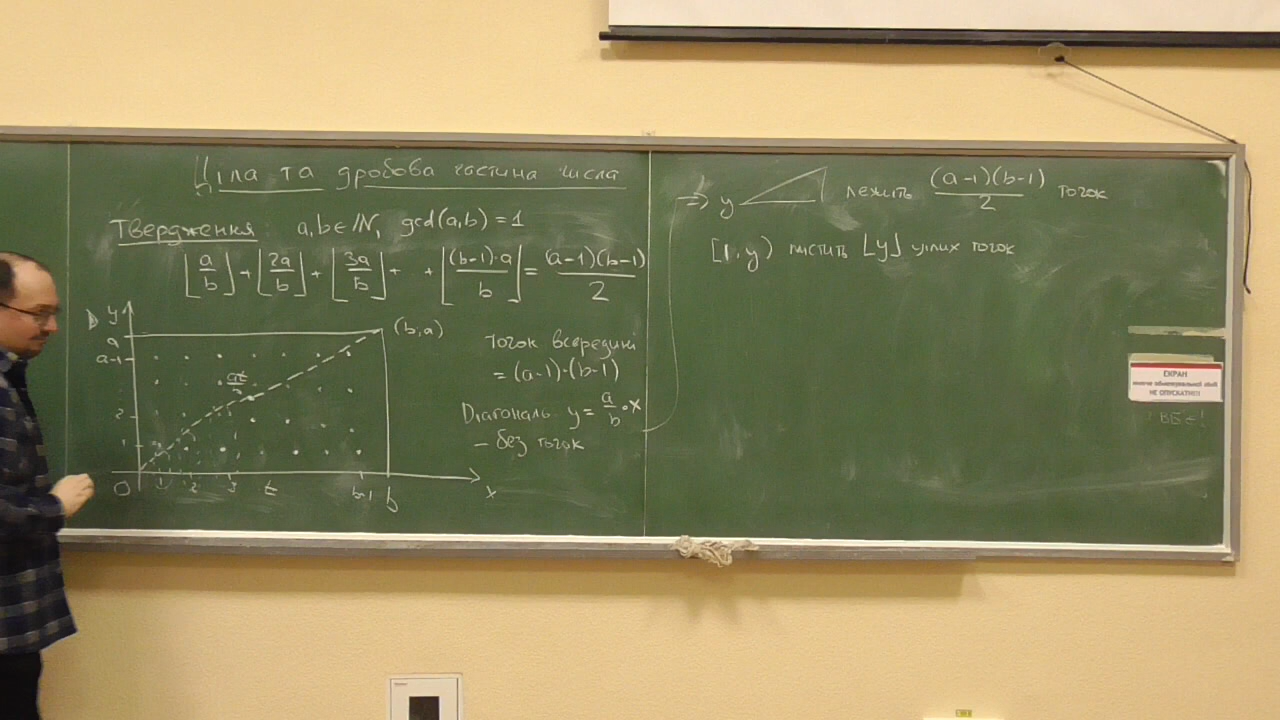 Ціла та дробова частина числа
Твердження: a,b∈ℕ, gcd(a,b)=1
⌊a/b⌋+⌊2a/b⌋+⌊3a/b⌋+ +⌊(b-1)·a/b⌋=(a-1)(b-1)/2
y
a
a-1
2
1
0
1 2 3 t b-1 b
x
at
(b,a)
точок всередині
=(a-1)·(b-1)
Діагональ y=a/b·x
– без точок
⇒ у лежить (a-1)(b-1)/2 точок
[1,y) містить ⌊y⌋ цілих точок
ЕКРАН
НЕ ОПУСКАТИ!!!